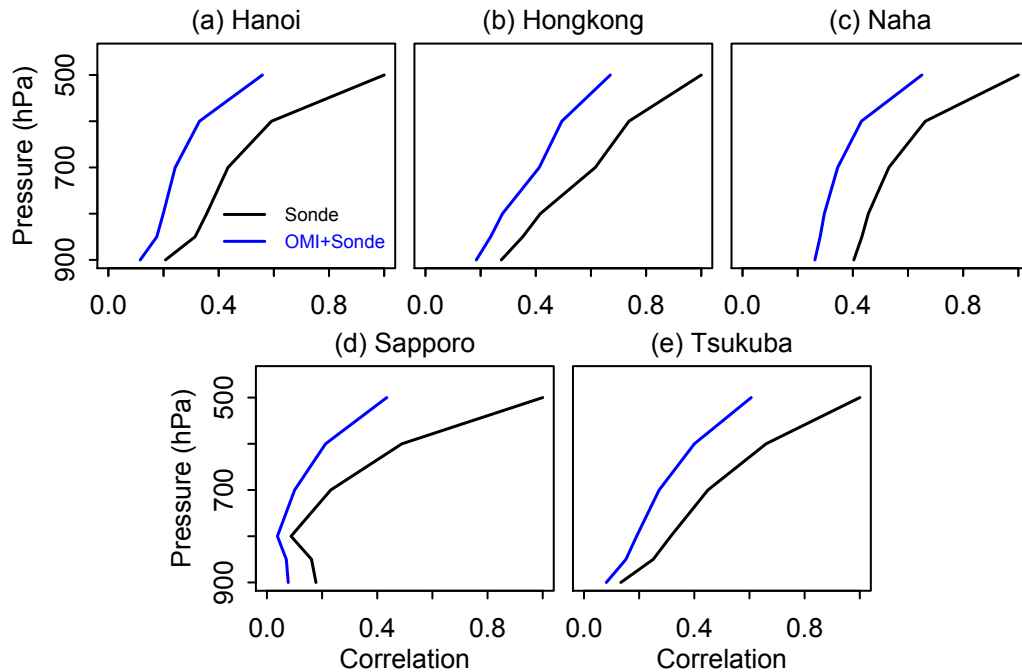 (a) Hanoi
(b) Hongkong
(c) Naha
Pressure (hPa)
500
700
900
Sonde
OMI+Sonde
0.0 0.4 0.8
0.0 0.4 0.8
0.0 0.4 0.8
(d) Sapporo
(e) Tsukuba
Pressure (hPa)
500
700
900
0.0 0.4 0.8
0.0 0.4 0.8
Correlation
Correlation